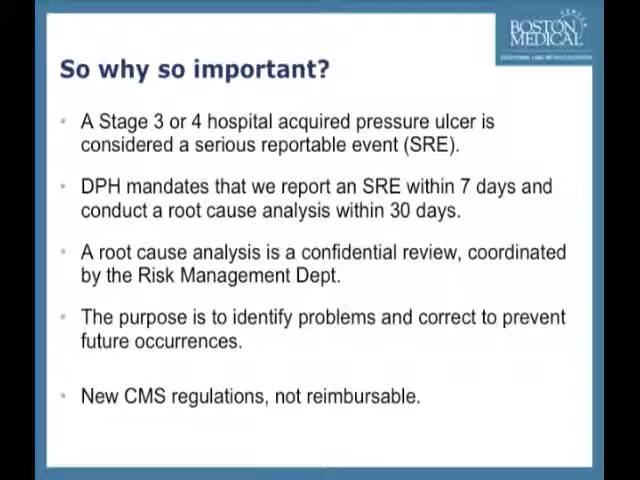 CENTER
BOSTON
MEDICAL
So why so important?
• A Stage 3 or 4 hospital acquired pressure ulcer is
considered a serious reportable event (SRE).
• DPH mandates that we report an SRE within 7 days and
conduct a root cause analysis within 30 days.
• A root cause analysis is a confidential review, coordinated
by the Risk Management Dept.
• The purpose is to identify problems and correct to prevent
future occurrences.
• New CMS regulations, not reimbursable.